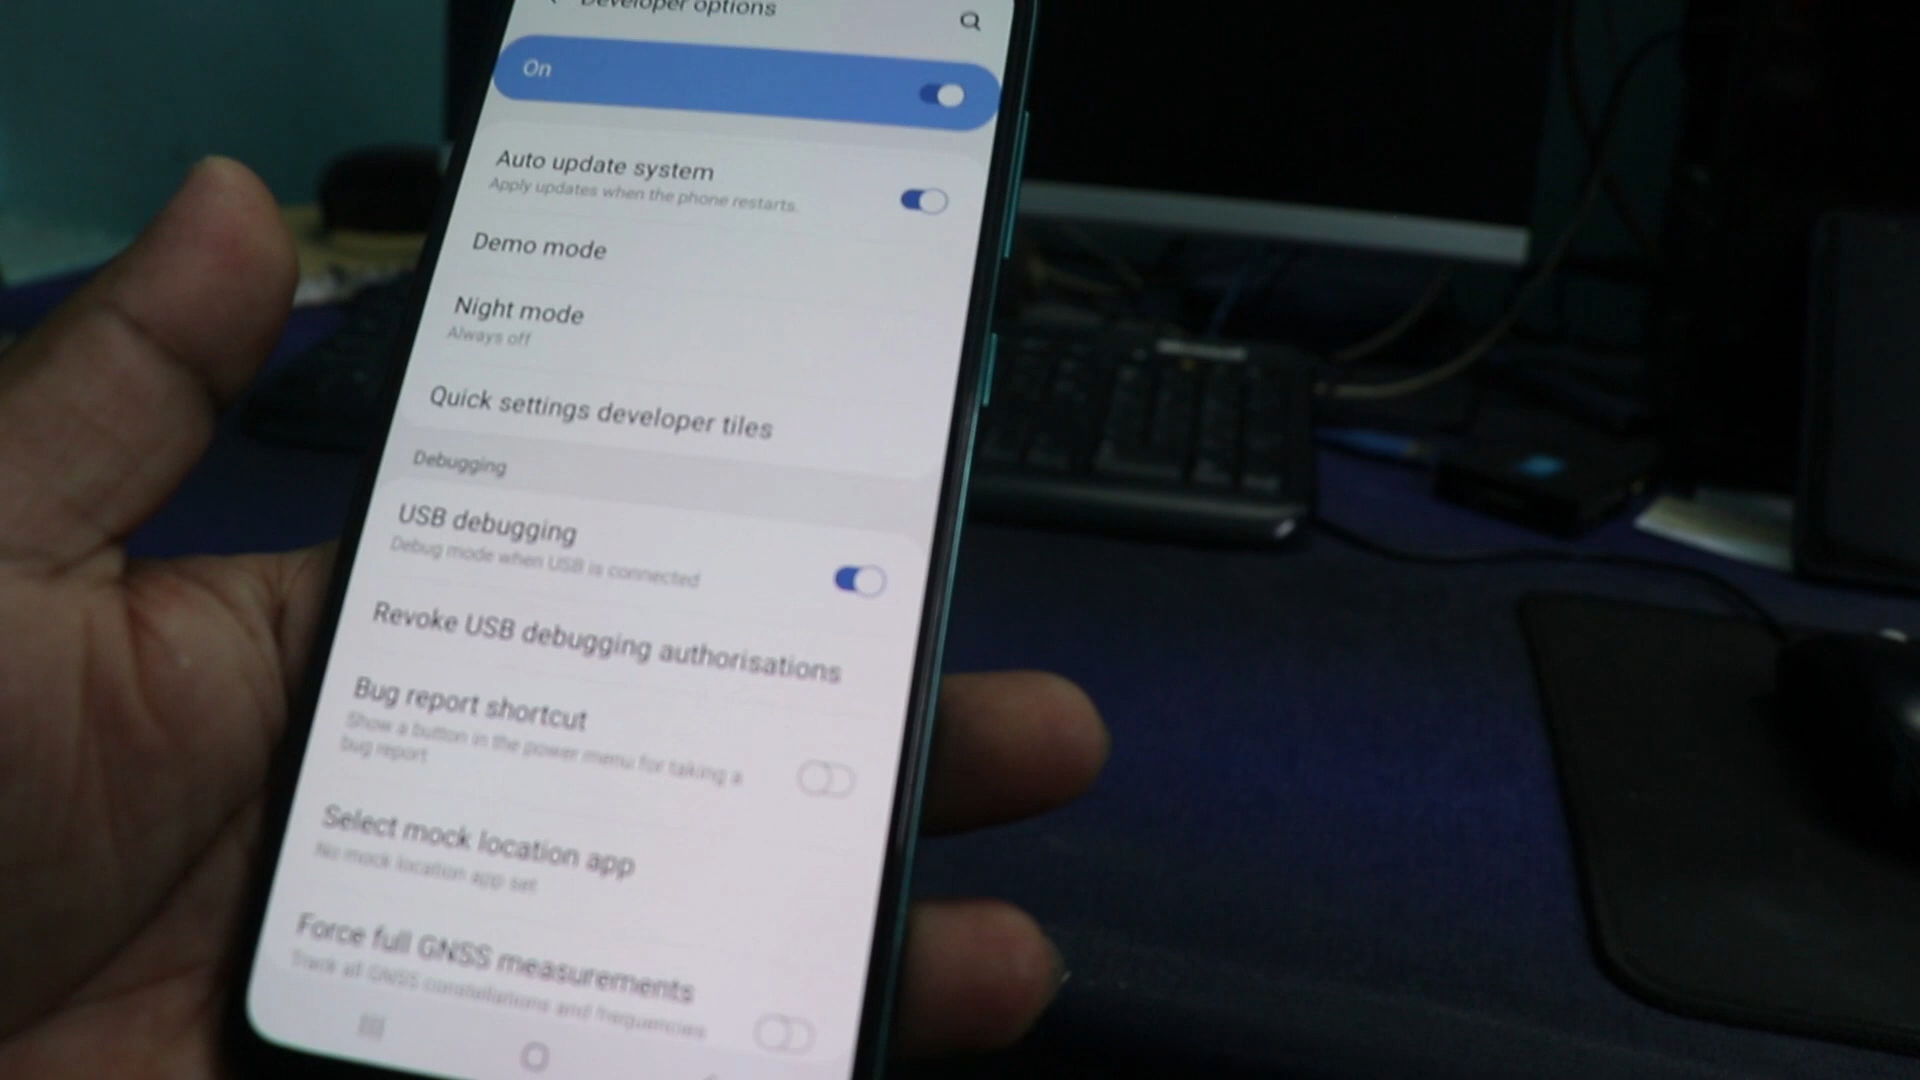 Developer options
On
Auto update system
Apply updates when the phone restarts.
Demo mode
Night mode
Always off
Quick settings developer tiles
Debugging
USB debugging
Debug mode when USB is connected
Revoke USB debugging authorisations
Bug report shortcut
Show a button in the power menu for taking a
bug report
Select mock location app
No mock location app set
Force full GNSS measurements
Track all GNSS constellations and frequencies